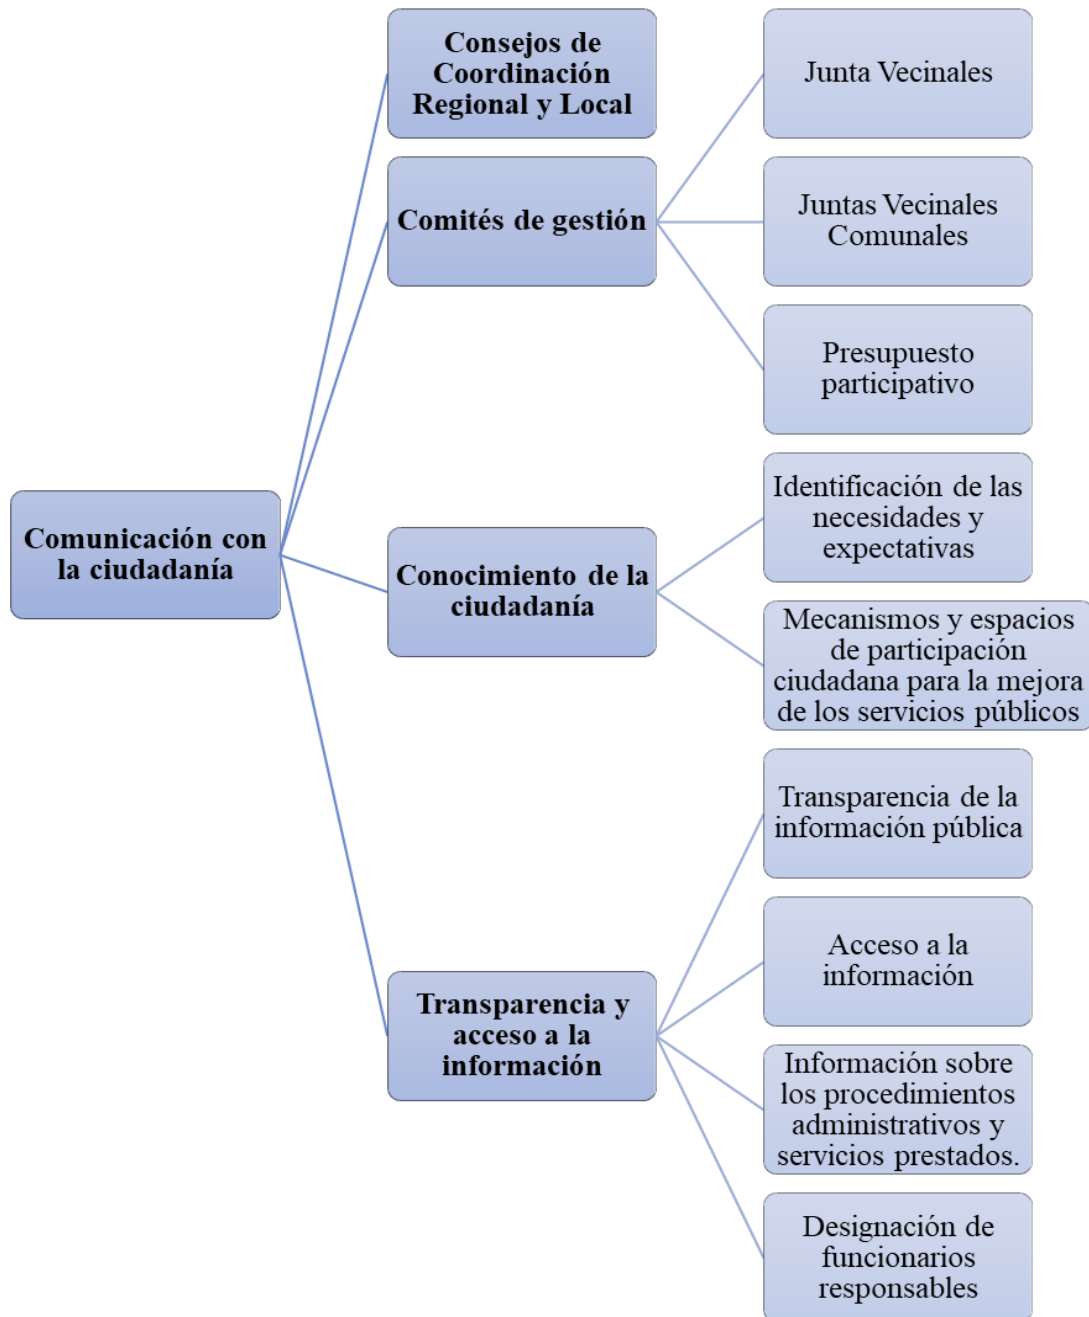 Comunicación con
la ciudadanía
Consejos de
Coordinación
Regional y Local
Comités de gestión
Junta Vecinales
Juntas Vecinales
Comunales
Presupuesto
participativo
Conocimiento de la
ciudadanía
Identificación de las
necesidades y
expectativas
Mecanismos y espacios
de participación
ciudadana para la mejora
de los servicios públicos
Transparencia y
acceso a la
información
Transparencia de la
información pública
Acceso a la
información
Información sobre
los procedimientos
administrativos y
servicios prestados.
Designación de
funcionarios
responsables